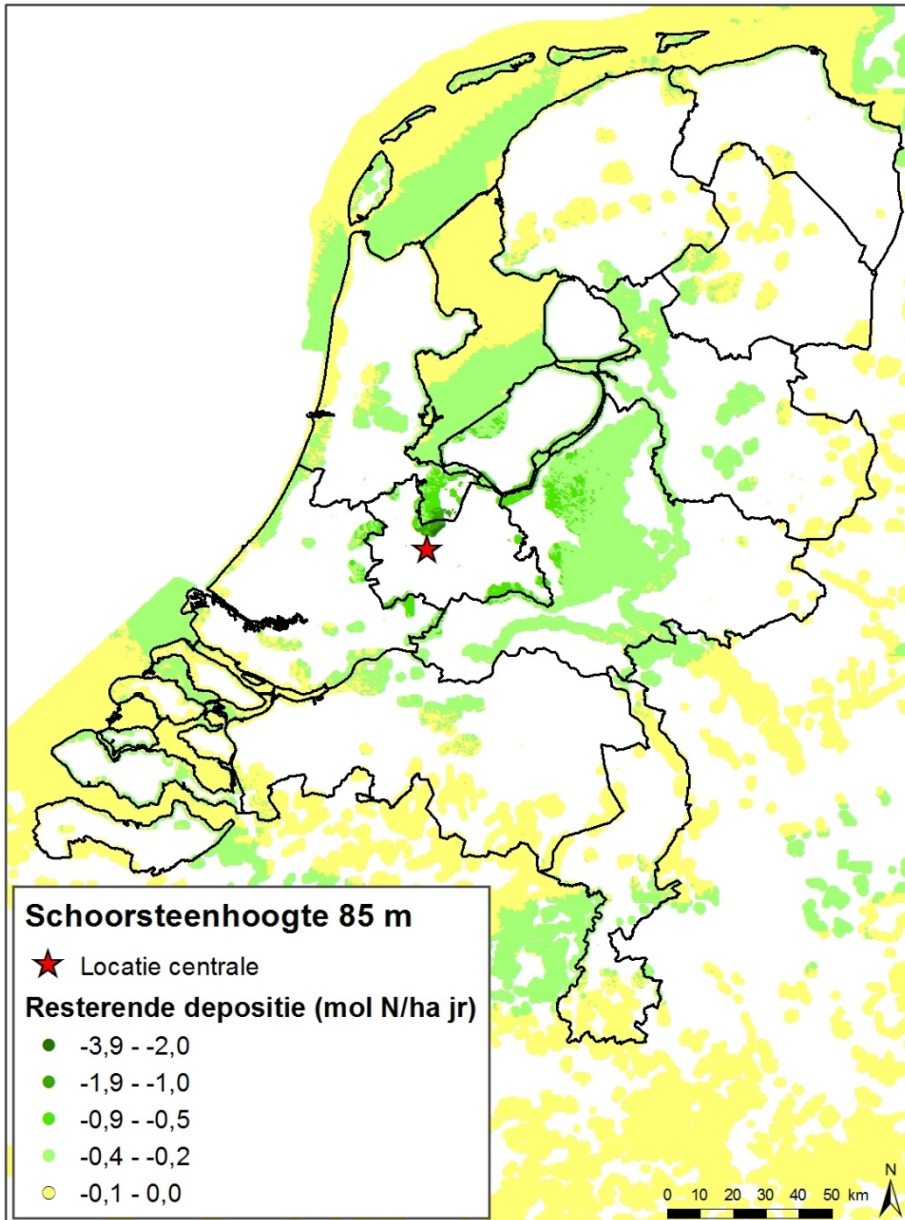 Schoorsteenhoogte 85 m
Locatie centrale
Resterende depositie (mol N/ha jr)
-3,9 - -2,0
-1,9 - -1,0
-0,9 - -0,5
-0,4 - -0,2
-0,1 - 0,0
N
0 10 20 30 40 50 km